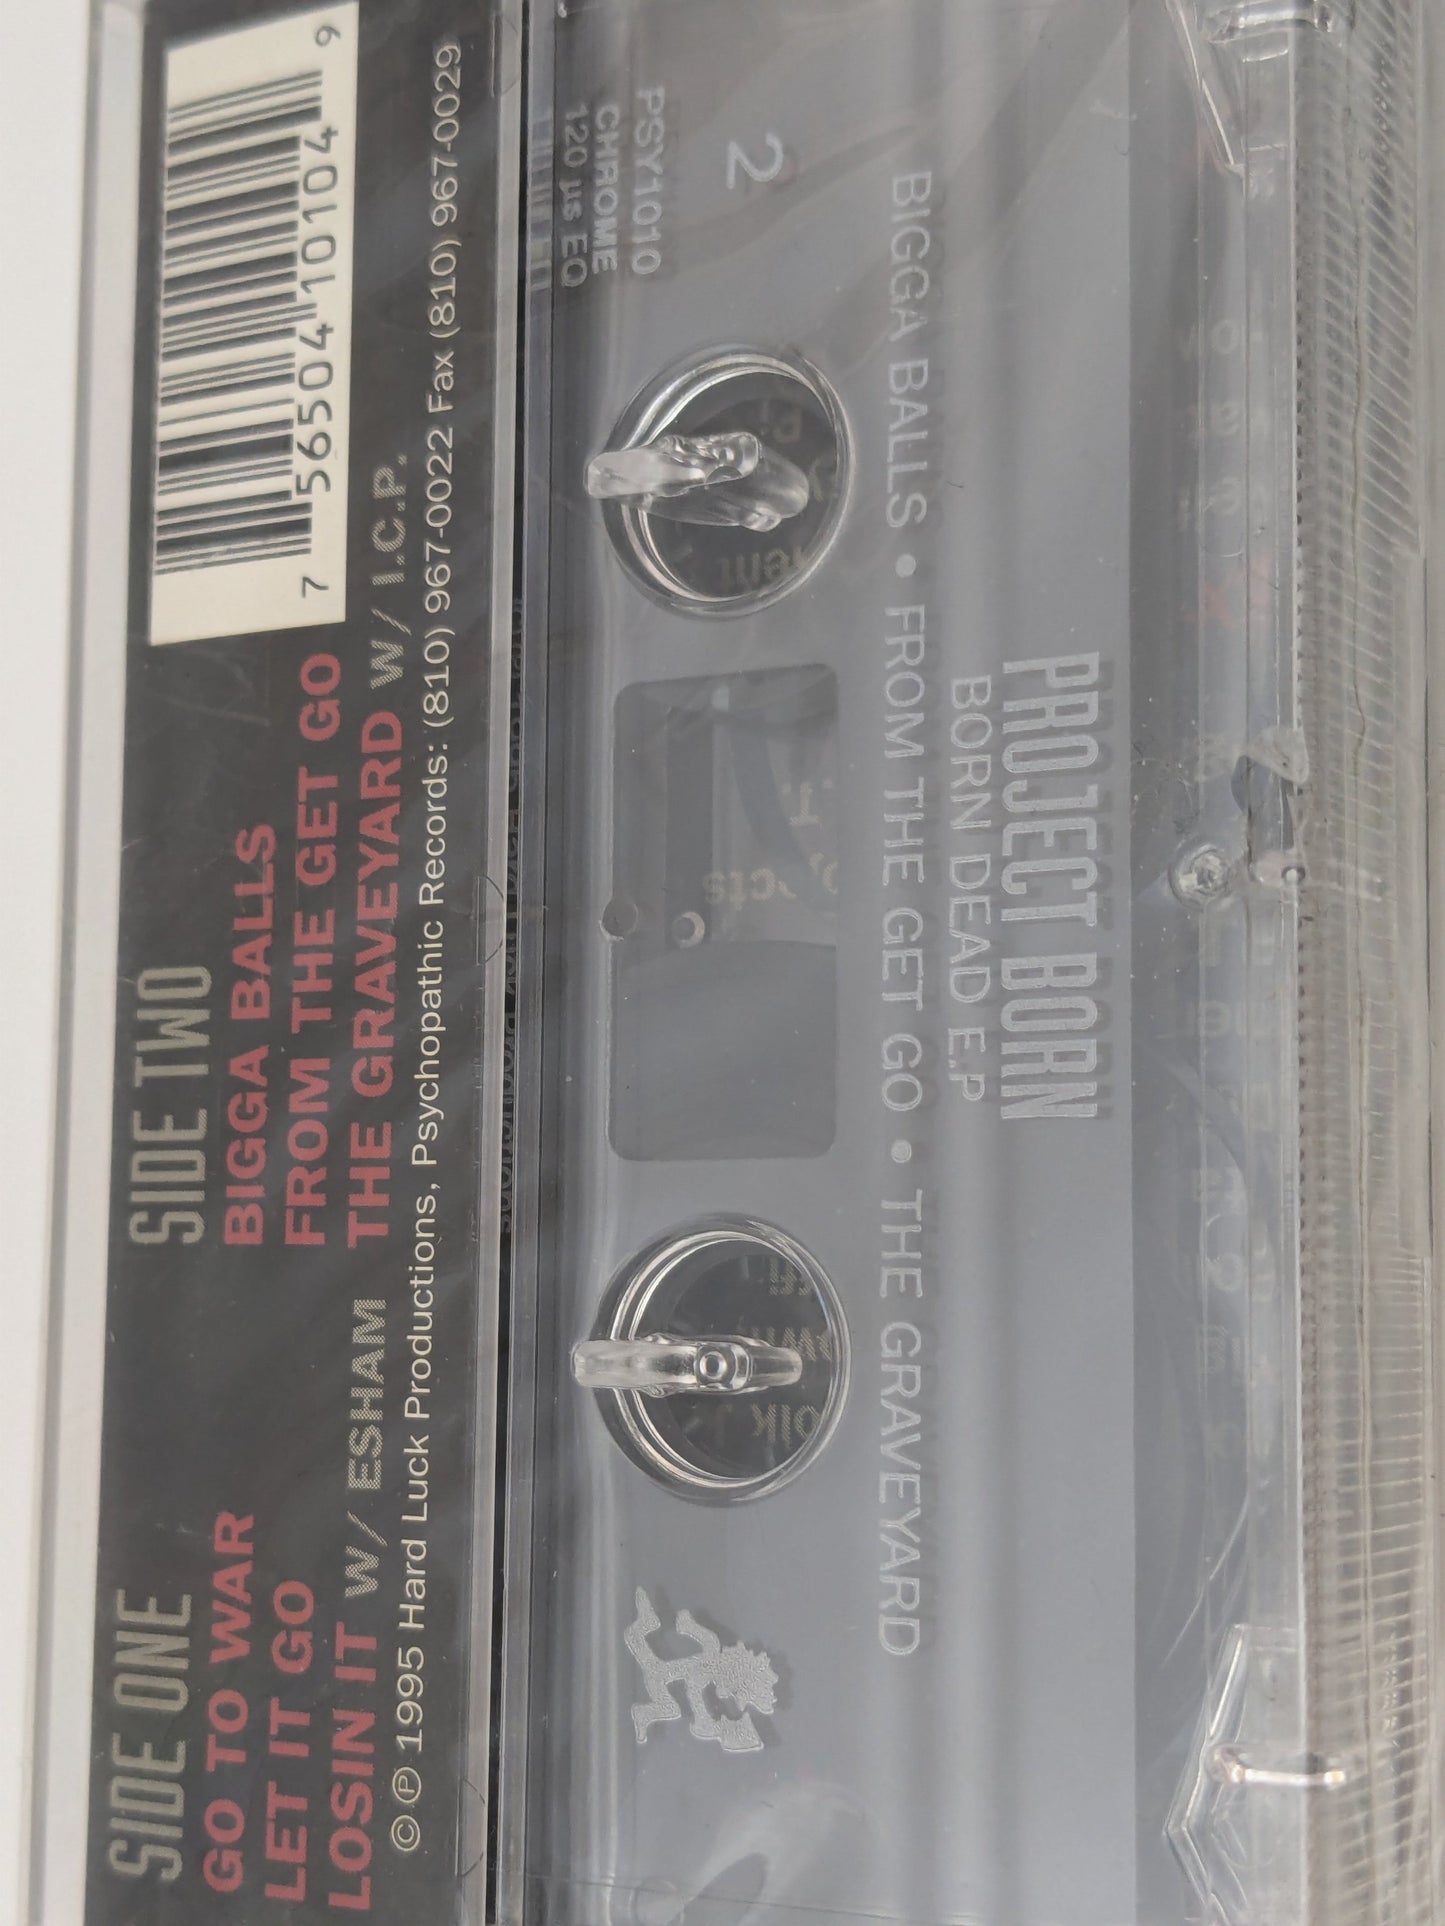 SIDE ONE
GO TO WAR
LET IT GO
LOSIN IT W/ ESHAM
SIDE TWO
BIGGA BALLS
FROM THE GET GO
THE GRAVEYARD W/ I.C.P.
7 56504 10104 9
© ℗ 1995 Hard Luck Productions, Psychopathic Records: (810) 967-0022 Fax (810) 967-0029
2
PSY1010
CHROME
120 µs EQ
BIGGA BALLS • FROM THE GET GO • THE GRAVEYARD
BORN DEAD E.P
PROJECT BORN